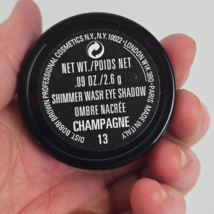 DIST BOBBI BROWN PROFESSIONAL COSMETICS N.Y., N.Y. 10022-LONDON W1K 3BQ-PARIS MADE IN ITALY
NET WT./POIDS NET
.09 OZ./2.6 g
SHIMMER WASH EYE SHADOW
OMBRE NACRÉE
CHAMPAGNE
13